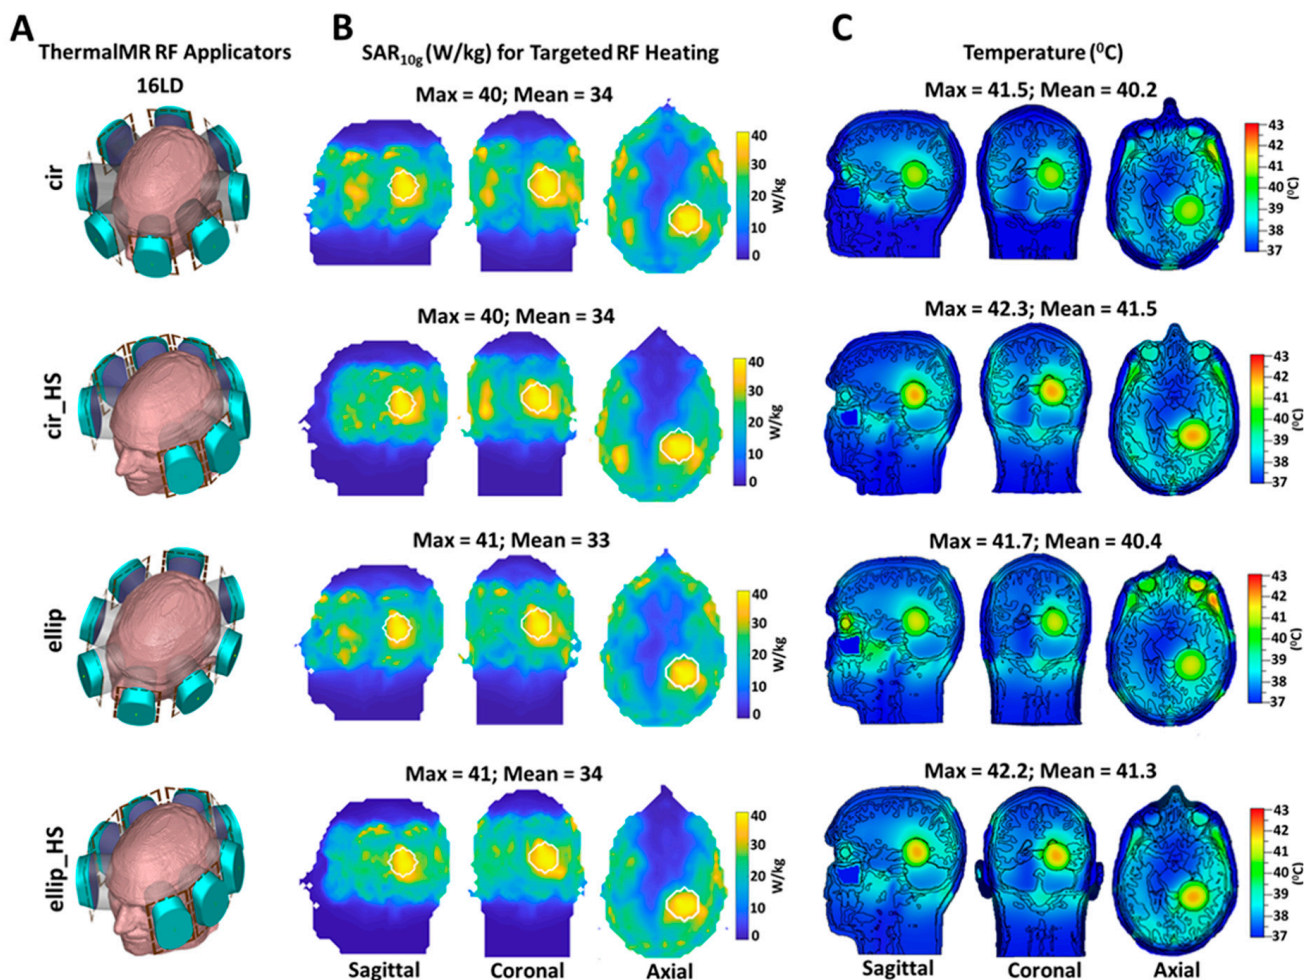 A
B
C
ThermalMR RF Applicators
16LD
SAR10g (W/kg) for Targeted RF Heating
Temperature (⁰C)
cir
Max = 40; Mean = 34
40
30
20
10
0
W/kg
Max = 41.5; Mean = 40.2
43
42
41
40
39
38
37
(⁰C)
cir_HS
Max = 40; Mean = 34
40
30
20
10
0
W/kg
Max = 42.3; Mean = 41.5
43
42
41
40
39
38
37
(⁰C)
ellip
Max = 41; Mean = 33
40
30
20
10
0
W/kg
Max = 41.7; Mean = 40.4
43
42
41
40
39
38
37
(⁰C)
ellip_HS
Max = 41; Mean = 34
40
30
20
10
0
W/kg
Max = 42.2; Mean = 41.3
43
42
41
40
39
38
37
(⁰C)
Sagittal
Coronal
Axial
Sagittal
Coronal
Axial